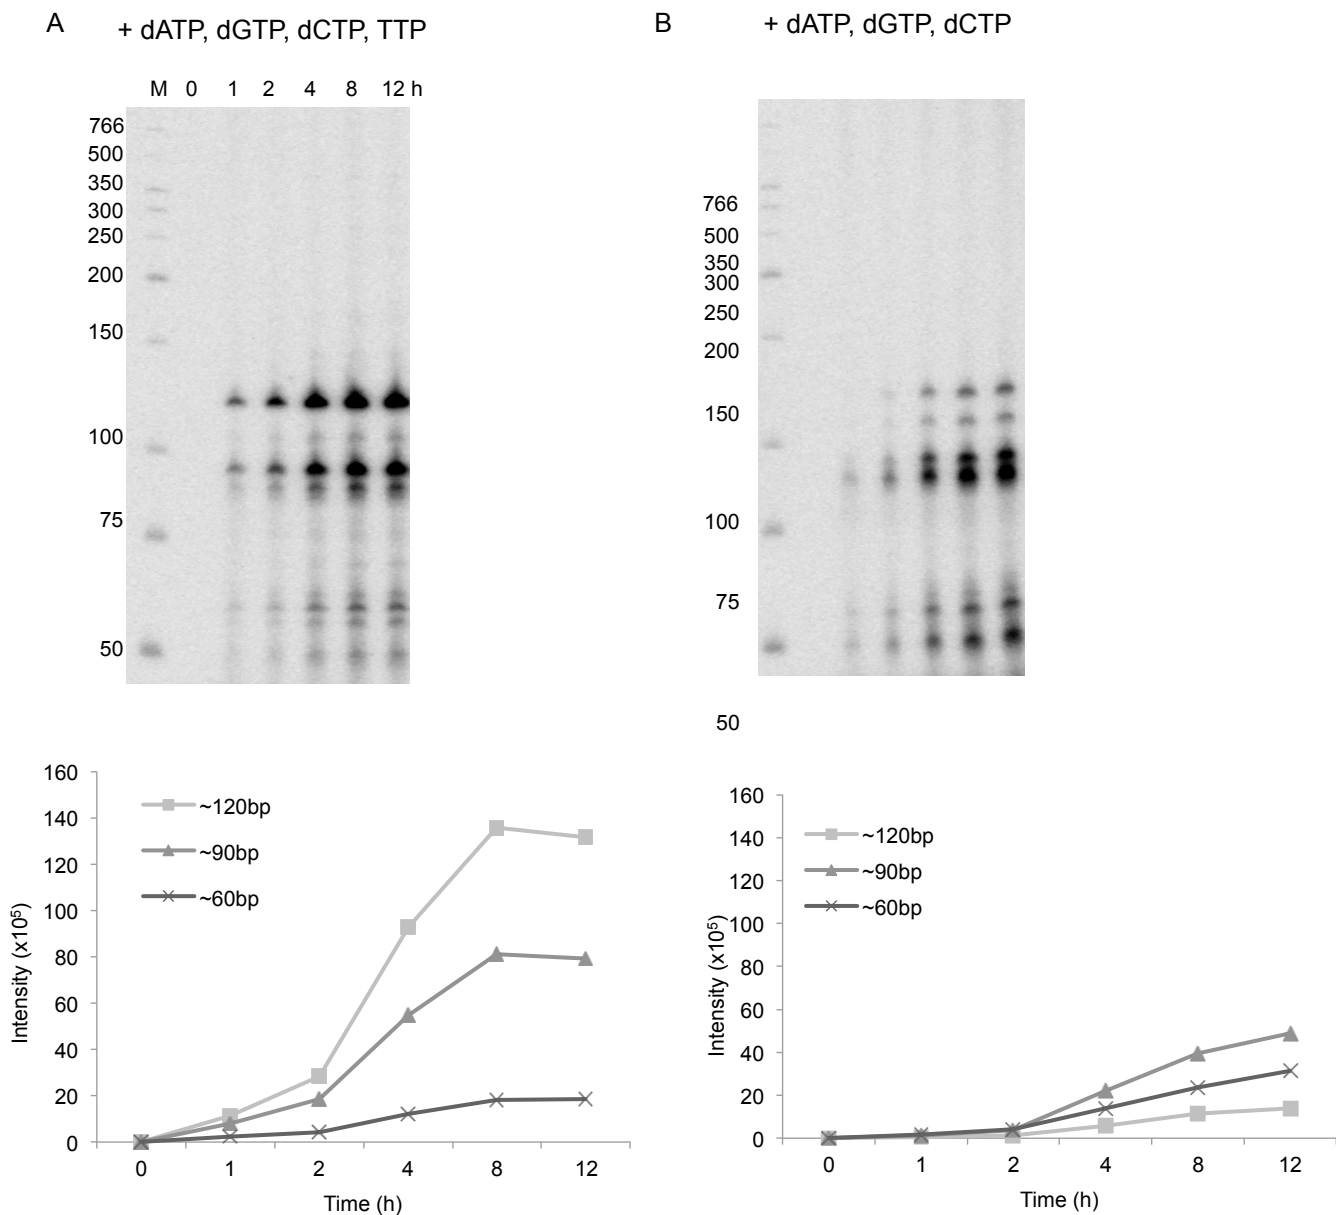 A
+ dATP, dGTP, dCTP, TTP
M 0 1 2 4 8 12 h
766
500
350
300
250
200
150
100
75
50
160
140
120
100
80
60
40
20
0
~120bp
~90bp
~60bp
Intensity (x10⁵)
0 1 2 4 8 12
Time (h)
B
+ dATP, dGTP, dCTP
766
500
350
300
250
200
150
100
75
50
160
140
120
100
80
60
40
20
0
~120bp
~90bp
~60bp
Intensity (x10⁵)
0 1 2 4 8 12
Time (h)